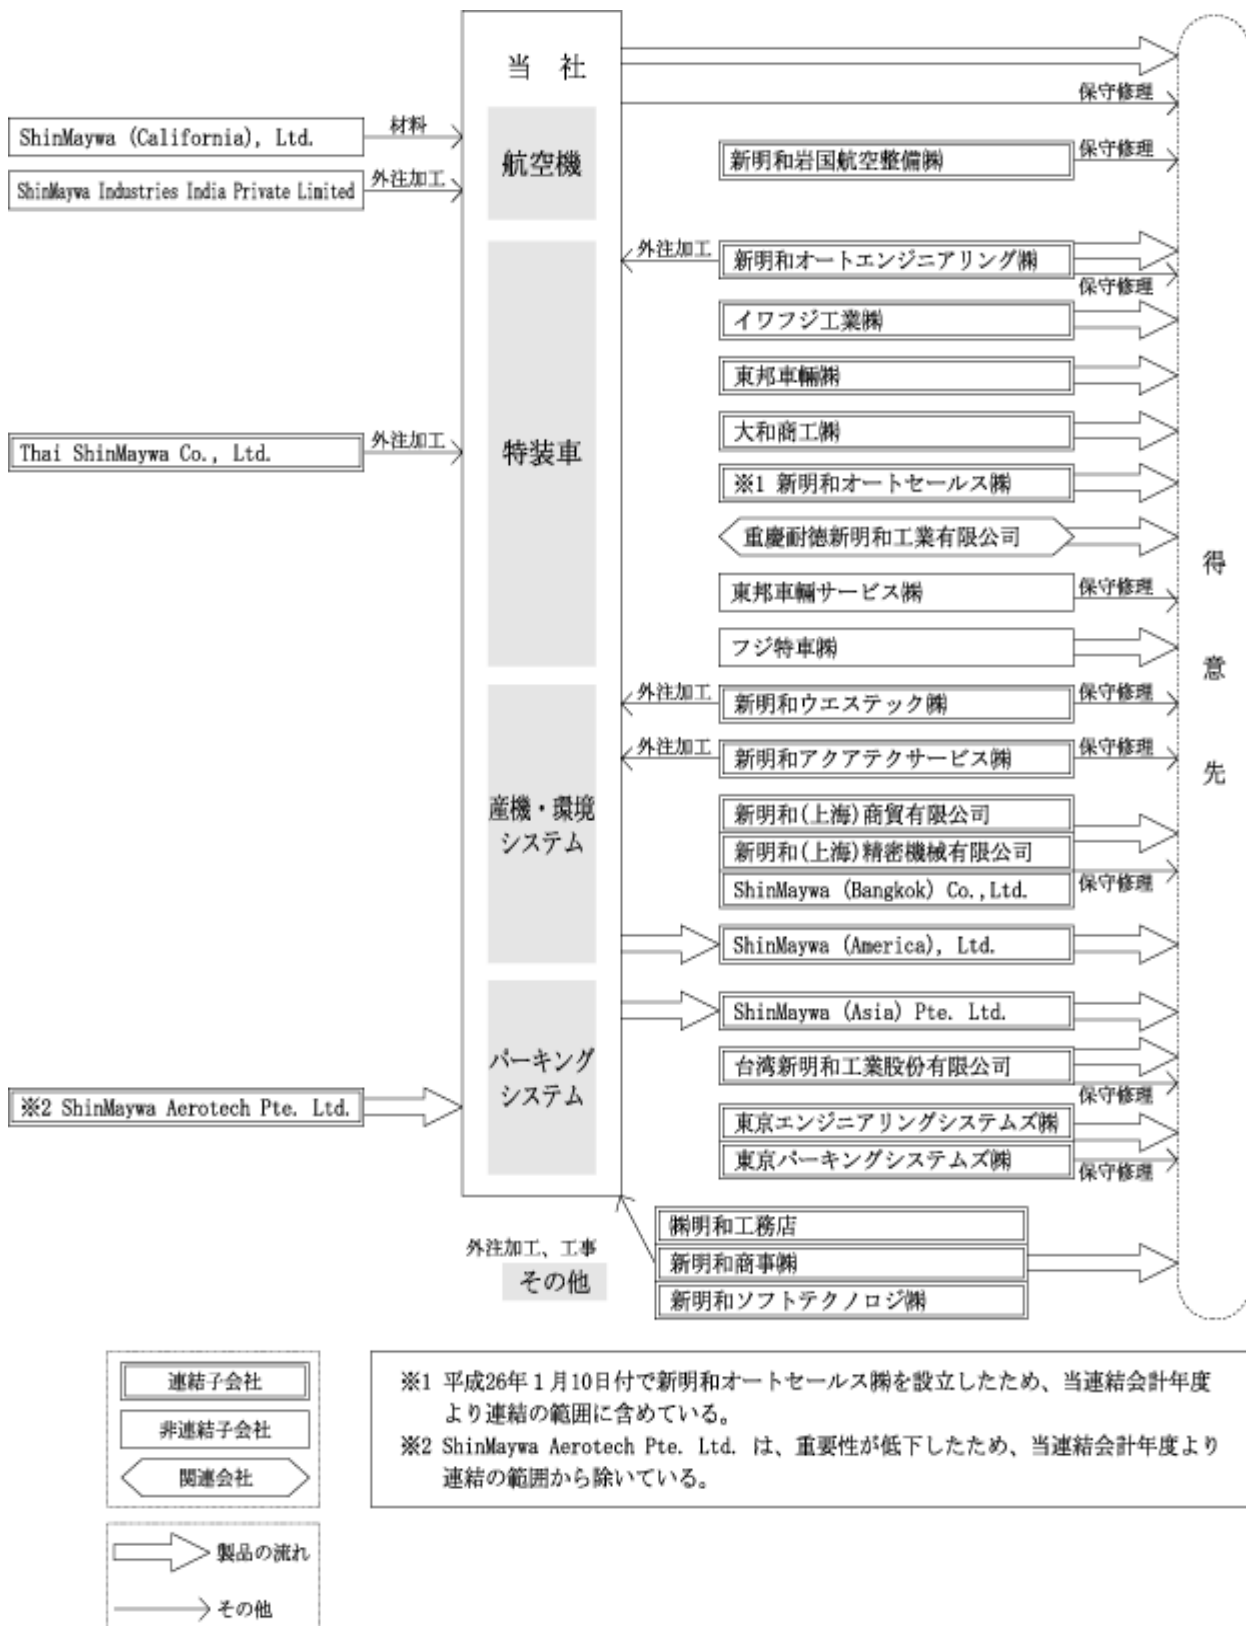 当 社
保守修理
ShinMaywa (California), Ltd.
材料
航空機
新明和岩国航空整備㈱
保守修理
ShinMaywa Industries India Private Limited
外注加工
外注加工
新明和オートエンジニアリング㈱
保守修理
イワフジ工業㈱
東邦車輛㈱
大和商工㈱
Thai ShinMaywa Co., Ltd.
外注加工
特装車
※1 新明和オートセールス㈱
重慶耐徳新明和工業有限公司
東邦車輛サービス㈱
保守修理
フジ特車㈱
得意先
外注加工
新明和ウエステック㈱
保守修理
外注加工
新明和アクアテクサービス㈱
保守修理
産機・環境
システム
新明和(上海)商貿有限公司
新明和(上海)精密機械有限公司
ShinMaywa (Bangkok) Co.,Ltd.
保守修理
ShinMaywa (America), Ltd.
ShinMaywa (Asia) Pte. Ltd.
パーキング
システム
台湾新明和工業股份有限公司
保守修理
※2 ShinMaywa Aerotech Pte. Ltd.
東京エンジニアリングシステムズ㈱
東京パーキングシステムズ㈱
保守修理
外注加工、工事
その他
㈱明和工務店
新明和商事㈱
新明和ソフトテクノロジ㈱
連結子会社
非連結子会社
関連会社
製品の流れ
その他
※1 平成26年1月10日付で新明和オートセールス㈱を設立したため、当連結会計年度
より連結の範囲に含めている。
※2 ShinMaywa Aerotech Pte. Ltd. は、重要性が低下したため、当連結会計年度より
連結の範囲から除いている。